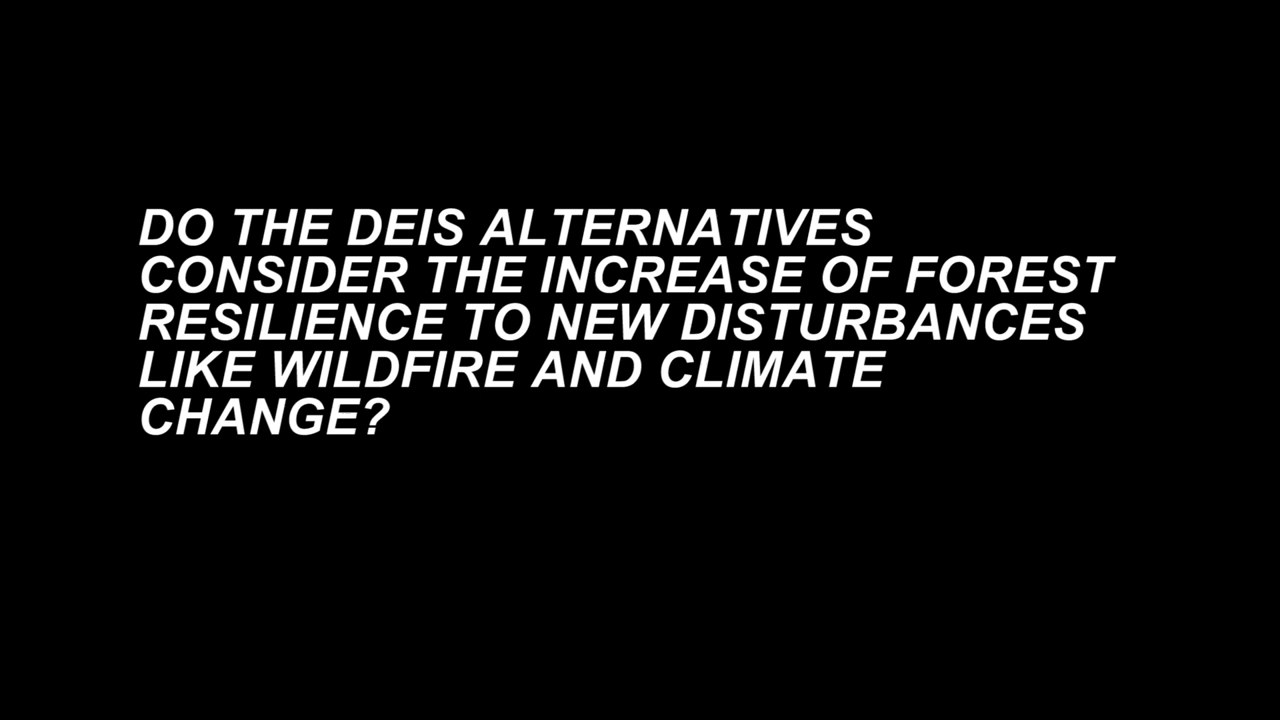 DO THE DEIS ALTERNATIVES
CONSIDER THE INCREASE OF FOREST
RESILIENCE TO NEW DISTURBANCES
LIKE WILDFIRE AND CLIMATE
CHANGE?